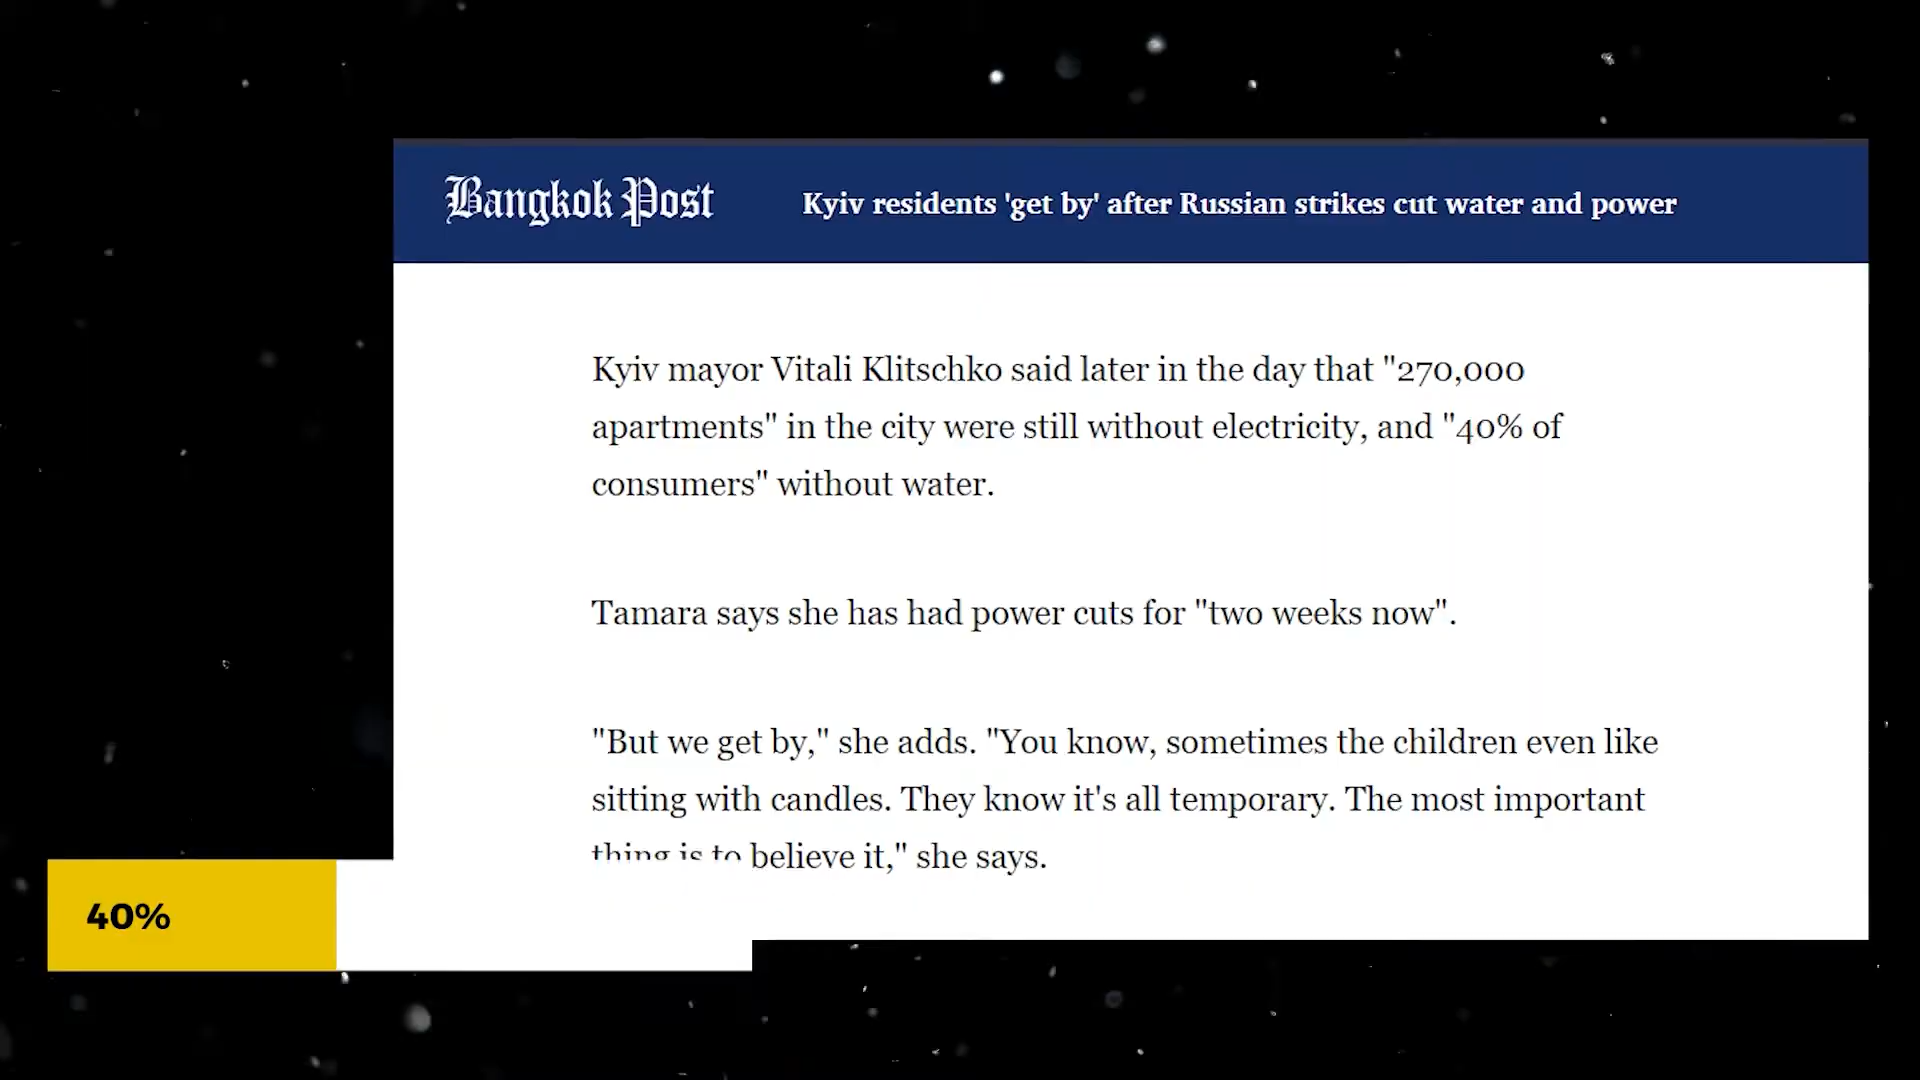 Bangkok Post
Kyiv residents 'get by' after Russian strikes cut water and power
Kyiv mayor Vitali Klitschko said later in the day that "270,000
apartments" in the city were still without electricity, and "40% of
consumers" without water.
Tamara says she has had power cuts for "two weeks now".
"But we get by," she adds. "You know, sometimes the children even like
sitting with candles. They know it's all temporary. The most important
thing is to believe it," she says.
40%